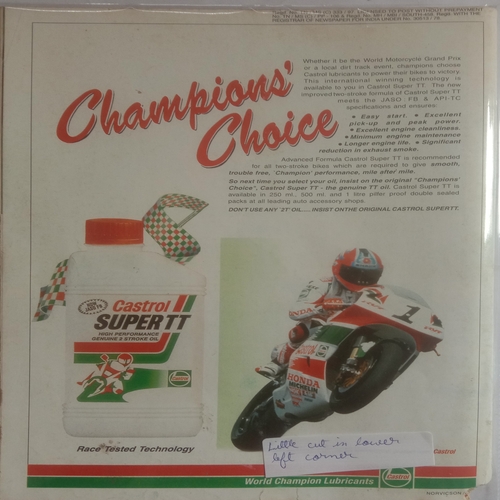 REGISTRAR OF NEWSPAPER FOR INDIA UNDER No.
Champions'
Choice
Whether it be the World Motorcycle Grand Prix
or a local dirt track event, champions choose
Castrol lubricants to power their bikes to victory.
This international winning technology is
available to you in Castrol Super TT. The new
improved two-stroke formula of Castrol Super TT
meets the JASO FB & API-TC
specifications and ensures:
• Easy start. • Excellent
pick-up and peak power.
• Excellent engine cleanliness.
• Minimum engine maintenance
• Longer engine life. • Significant
reduction in exhaust smoke.
Advanced Formula Castrol Super TT is recommended
for all two-stroke bikes which are required to give smooth,
trouble free, 'Champion' performance, mile after mile.
So next time you select your oil, insist on the original "Champions'
Choice", Castrol Super TT - the genuine TT oil. Castrol Super TT is
available in 250 ml., 500 ml. and 1 litre pilfer proof double sealed
packs at all leading auto accessory shops.
DON'T USE ANY '2T' OIL.... INSIST ON THE ORIGINAL CASTROL SUPER TT.
Castrol
SUPER TT
HIGH PERFORMANCE
GENUINE 2 STROKE OIL
Castrol
1
HONDA
HONDA
MICHELIN
Race Tested Technology
Little cut in lower
left corner
Castrol
World Champion Lubricants
Castrol